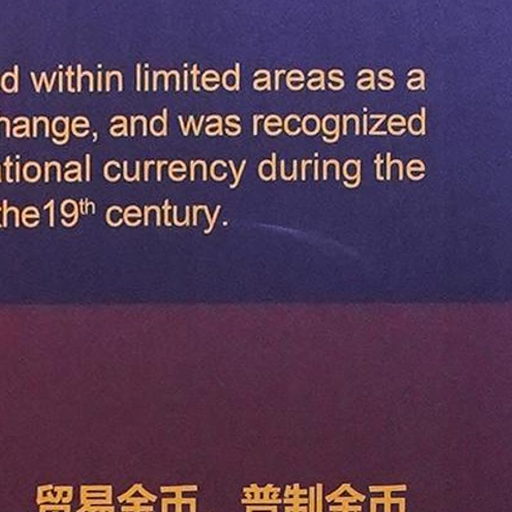 d within limited areas as a
hange, and was recognized
ational currency during the
the19th century.
贸易金币 普制金币